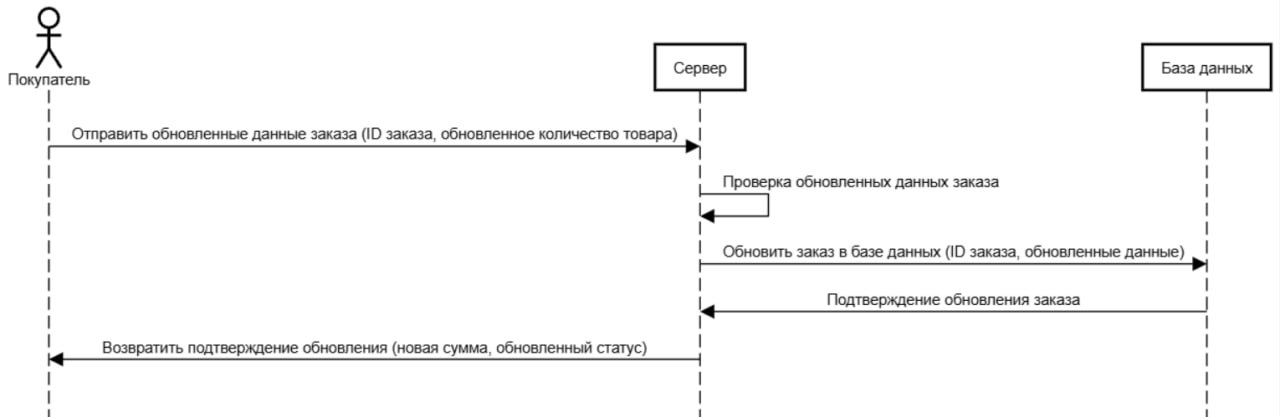 Покупатель
Сервер
База данных
Отправить обновленные данные заказа (ID заказа, обновленное количество товара)
Проверка обновленных данных заказа
Обновить заказ в базе данных (ID заказа, обновленные данные)
Подтверждение обновления заказа
Возвратить подтверждение обновления (новая сумма, обновленный статус)